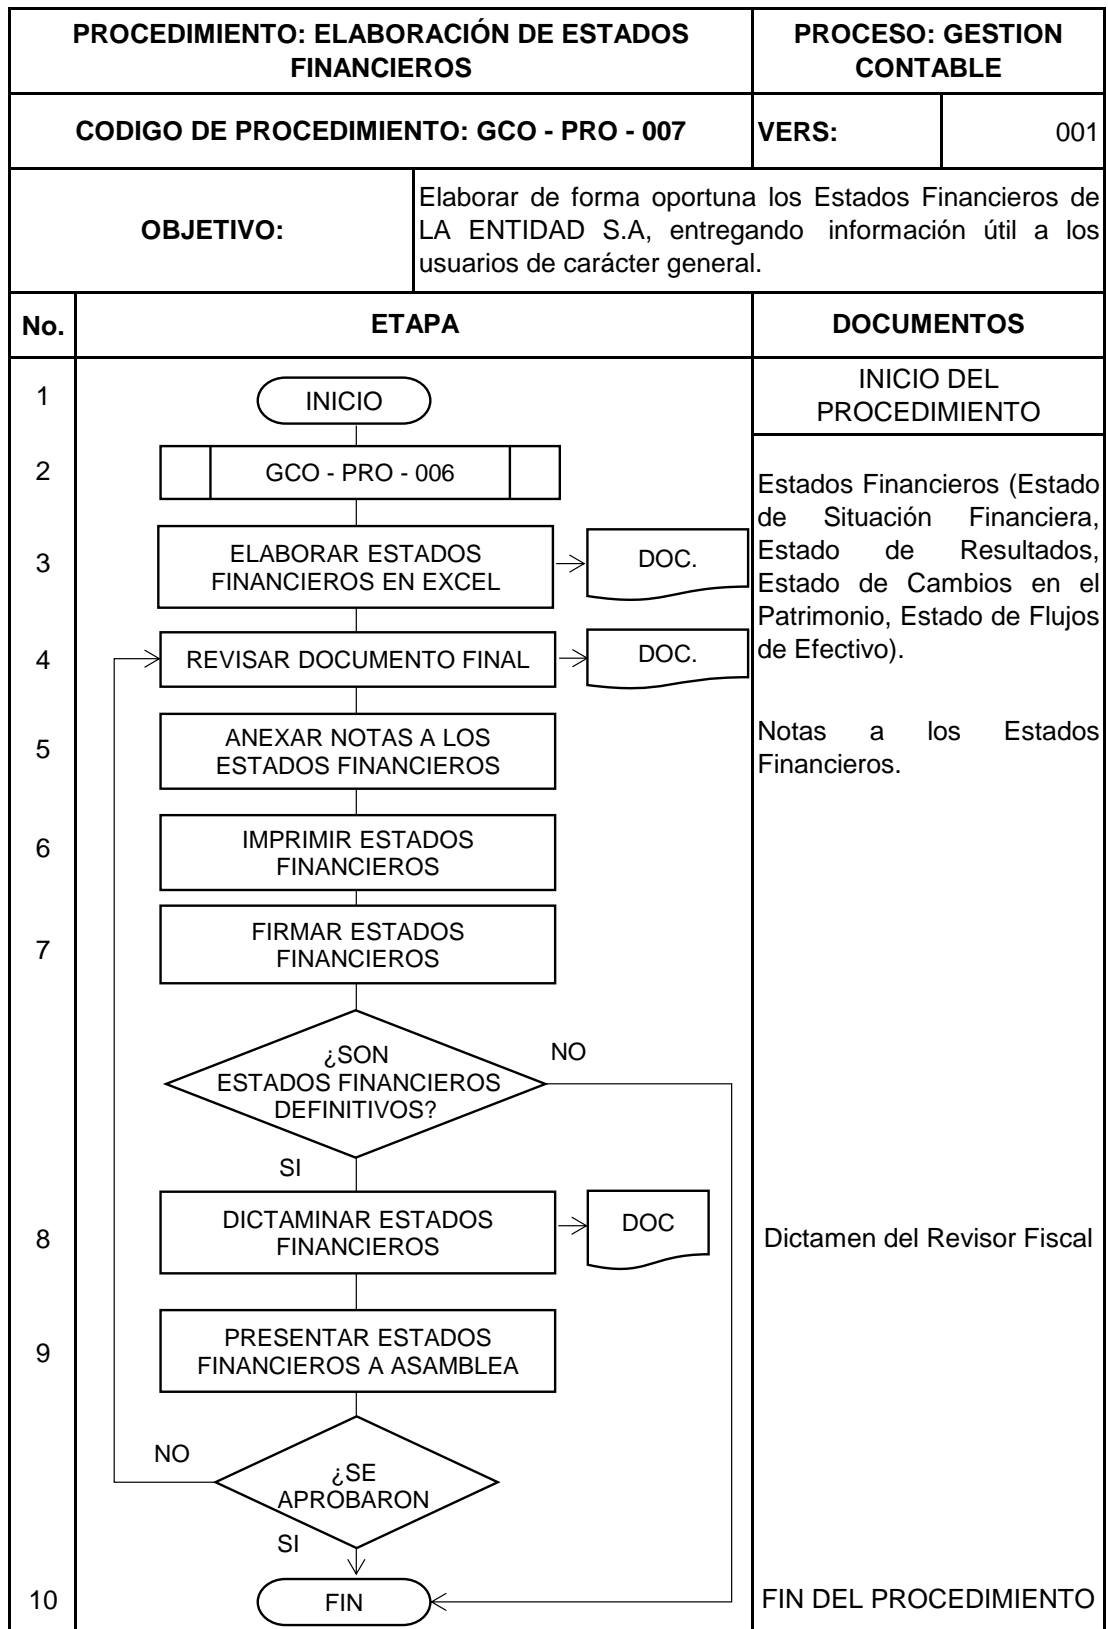 PROCEDIMIENTO: ELABORACIÓN DE ESTADOS
FINANCIEROS
PROCESO: GESTION
CONTABLE
CODIGO DE PROCEDIMIENTO: GCO - PRO - 007
VERS:
001
OBJETIVO:
Elaborar de forma oportuna los Estados Financieros de
LA ENTIDAD S.A, entregando información útil a los
usuarios de carácter general.
No.
ETAPA
DOCUMENTOS
1
INICIO
INICIO DEL
PROCEDIMIENTO
2
GCO - PRO - 006
Estados Financieros (Estado
de Situación Financiera,
Estado de Resultados,
Estado de Cambios en el
Patrimonio, Estado de Flujos
de Efectivo).
3
ELABORAR ESTADOS
FINANCIEROS EN EXCEL
DOC.
4
REVISAR DOCUMENTO FINAL
DOC.
5
ANEXAR NOTAS A LOS
ESTADOS FINANCIEROS
Notas a los Estados
Financieros.
6
IMPRIMIR ESTADOS
FINANCIEROS
7
FIRMAR ESTADOS
FINANCIEROS
¿SON
ESTADOS FINANCIEROS
DEFINITIVOS?
NO
SI
8
DICTAMINAR ESTADOS
FINANCIEROS
DOC
Dictamen del Revisor Fiscal
9
PRESENTAR ESTADOS
FINANCIEROS A ASAMBLEA
NO
¿SE
APROBARON
SI
10
FIN
FIN DEL PROCEDIMIENTO